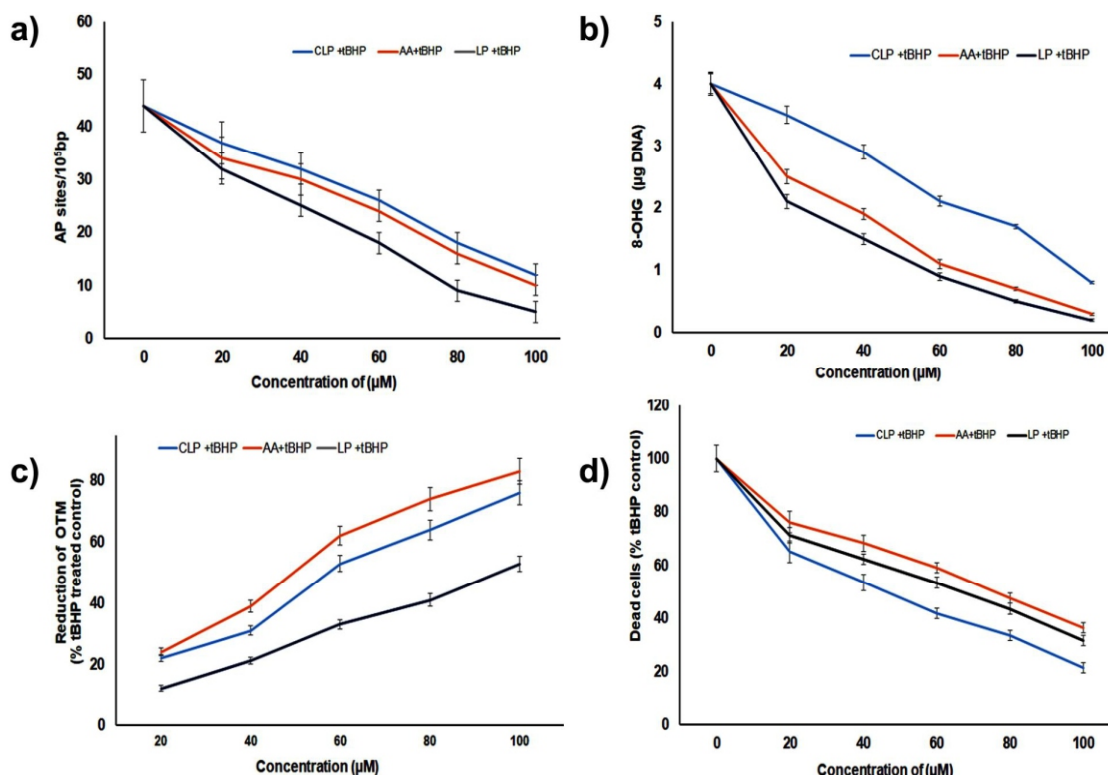 a)
60
50
40
30
20
10
0
AP sites/10⁵bp
CLP +tBHP AA+tBHP LP +tBHP
0 20 40 60 80 100
Concentration of (µM)
b)
5
4
3
2
1
0
8-OHG (µg DNA)
CLP +tBHP AA+tBHP LP +tBHP
0 20 40 60 80 100
Concentration (µM)
c)
80
60
40
20
0
Reduction of OTM
(% tBHP treated control)
CLP +tBHP AA+tBHP LP +tBHP
20 40 60 80 100
Concentration (µM)
d)
120
100
80
60
40
20
0
Dead cells (% tBHP control)
CLP +tBHP AA+tBHP LP +tBHP
0 20 40 60 80 100
Concentration of (µM)